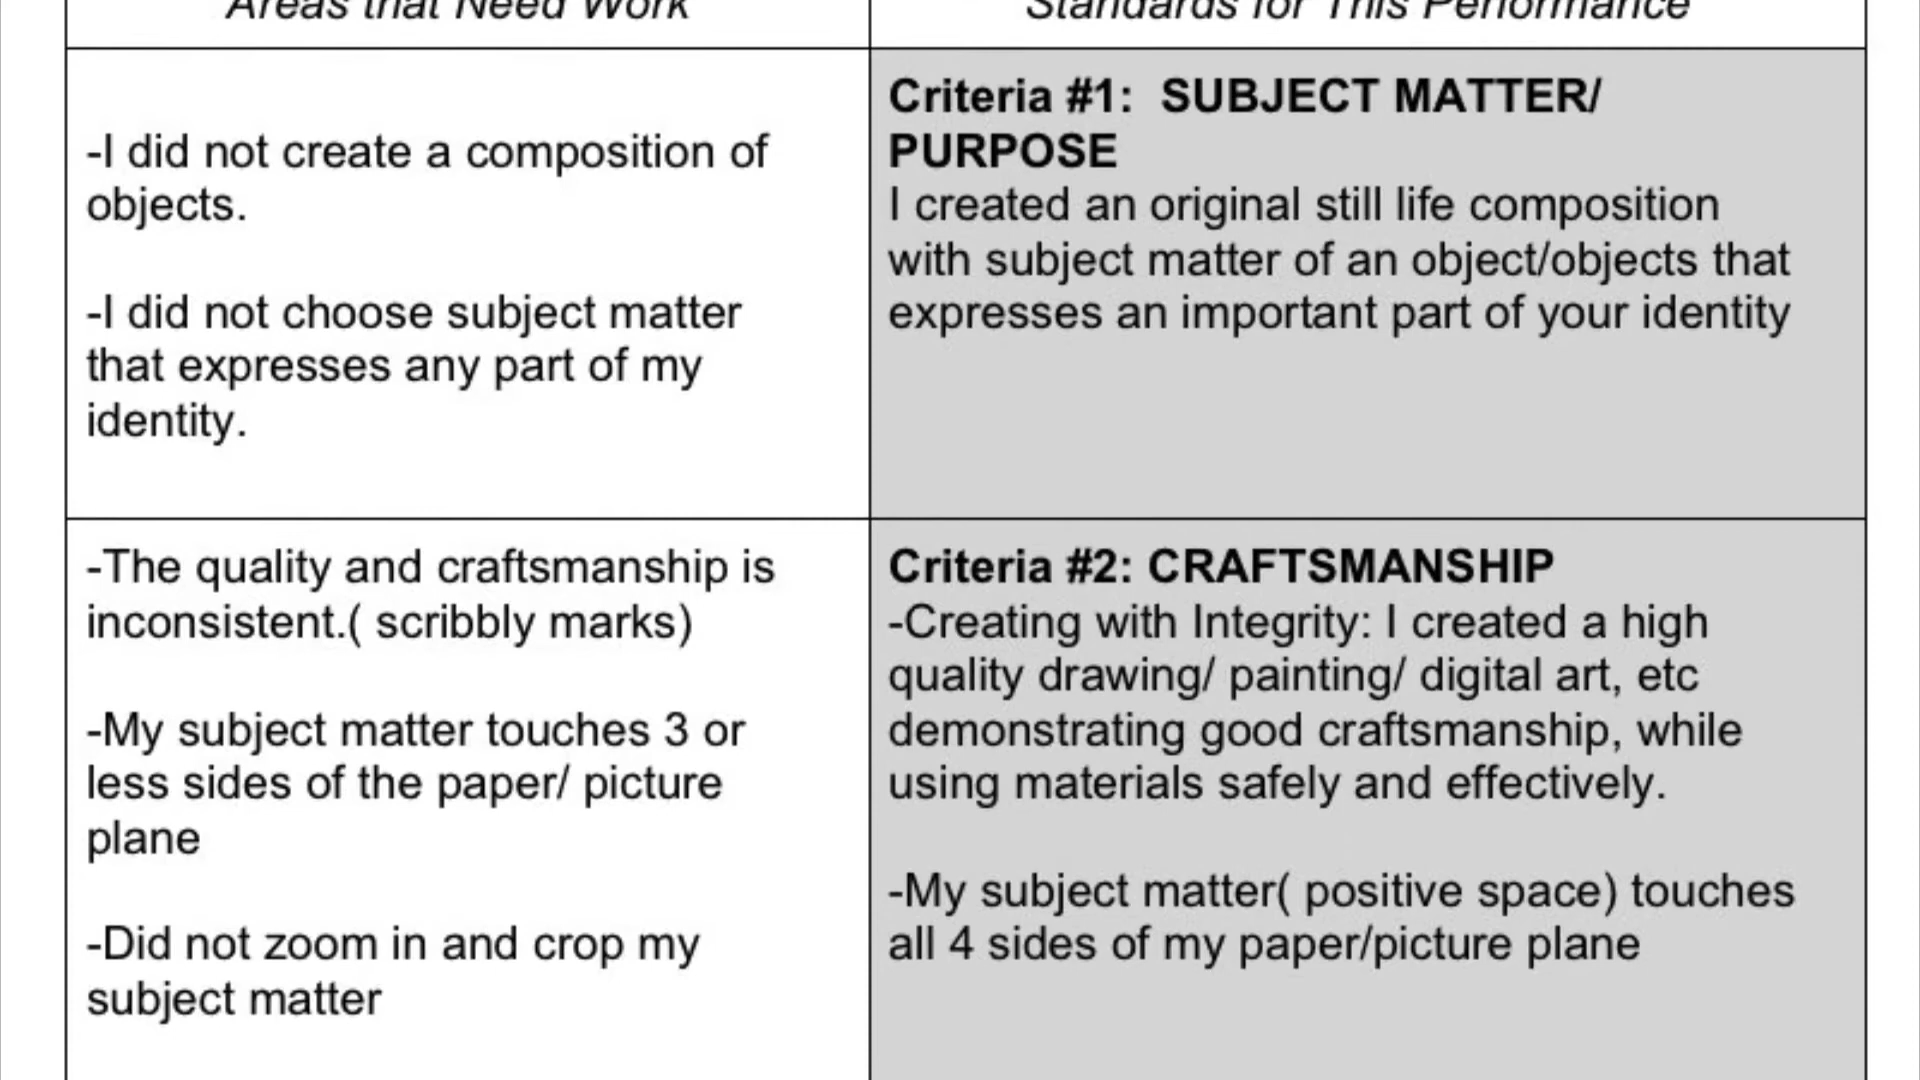 Areas that Need Work
Standards for This Performance
-I did not create a composition of
objects.
-I did not choose subject matter
that expresses any part of my
identity.
Criteria #1:  SUBJECT MATTER/
PURPOSE
I created an original still life composition
with subject matter of an object/objects that
expresses an important part of your identity
-The quality and craftsmanship is
inconsistent.( scribbly marks)
-My subject matter touches 3 or
less sides of the paper/ picture
plane
-Did not zoom in and crop my
subject matter
Criteria #2: CRAFTSMANSHIP
-Creating with Integrity: I created a high
quality drawing/ painting/ digital art, etc
demonstrating good craftsmanship, while
using materials safely and effectively.
-My subject matter( positive space) touches
all 4 sides of my paper/picture plane